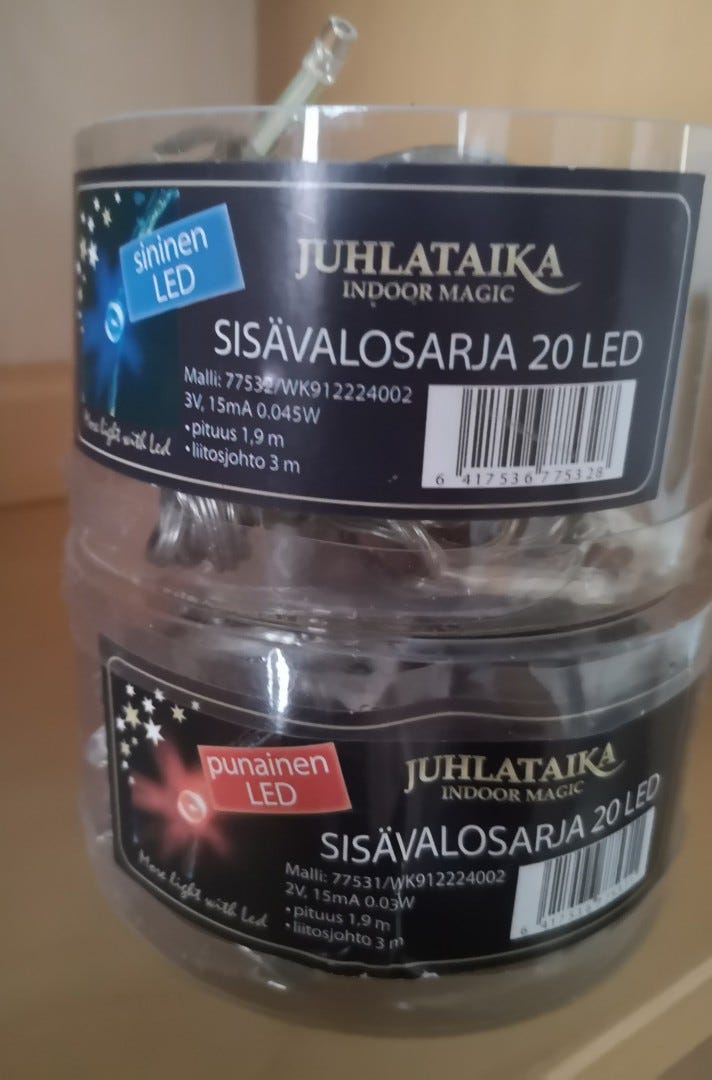 sininen
LED
JUHLATAIKA
INDOOR MAGIC
SISÄVALOSARJA 20 LED
Malli: 77532/WK912224002
3V, 15mA 0.045W
•pituus 1,9 m
•liitosjohto 3 m
More light with Led
6 417536 775328
punainen
LED
JUHLATAIKA
INDOOR MAGIC
SISÄVALOSARJA 20 LED
Malli: 77531/WK912224002
2V, 15mA 0.03W
•pituus 1,9 m
•liitosjohto 3 m
More light with Led